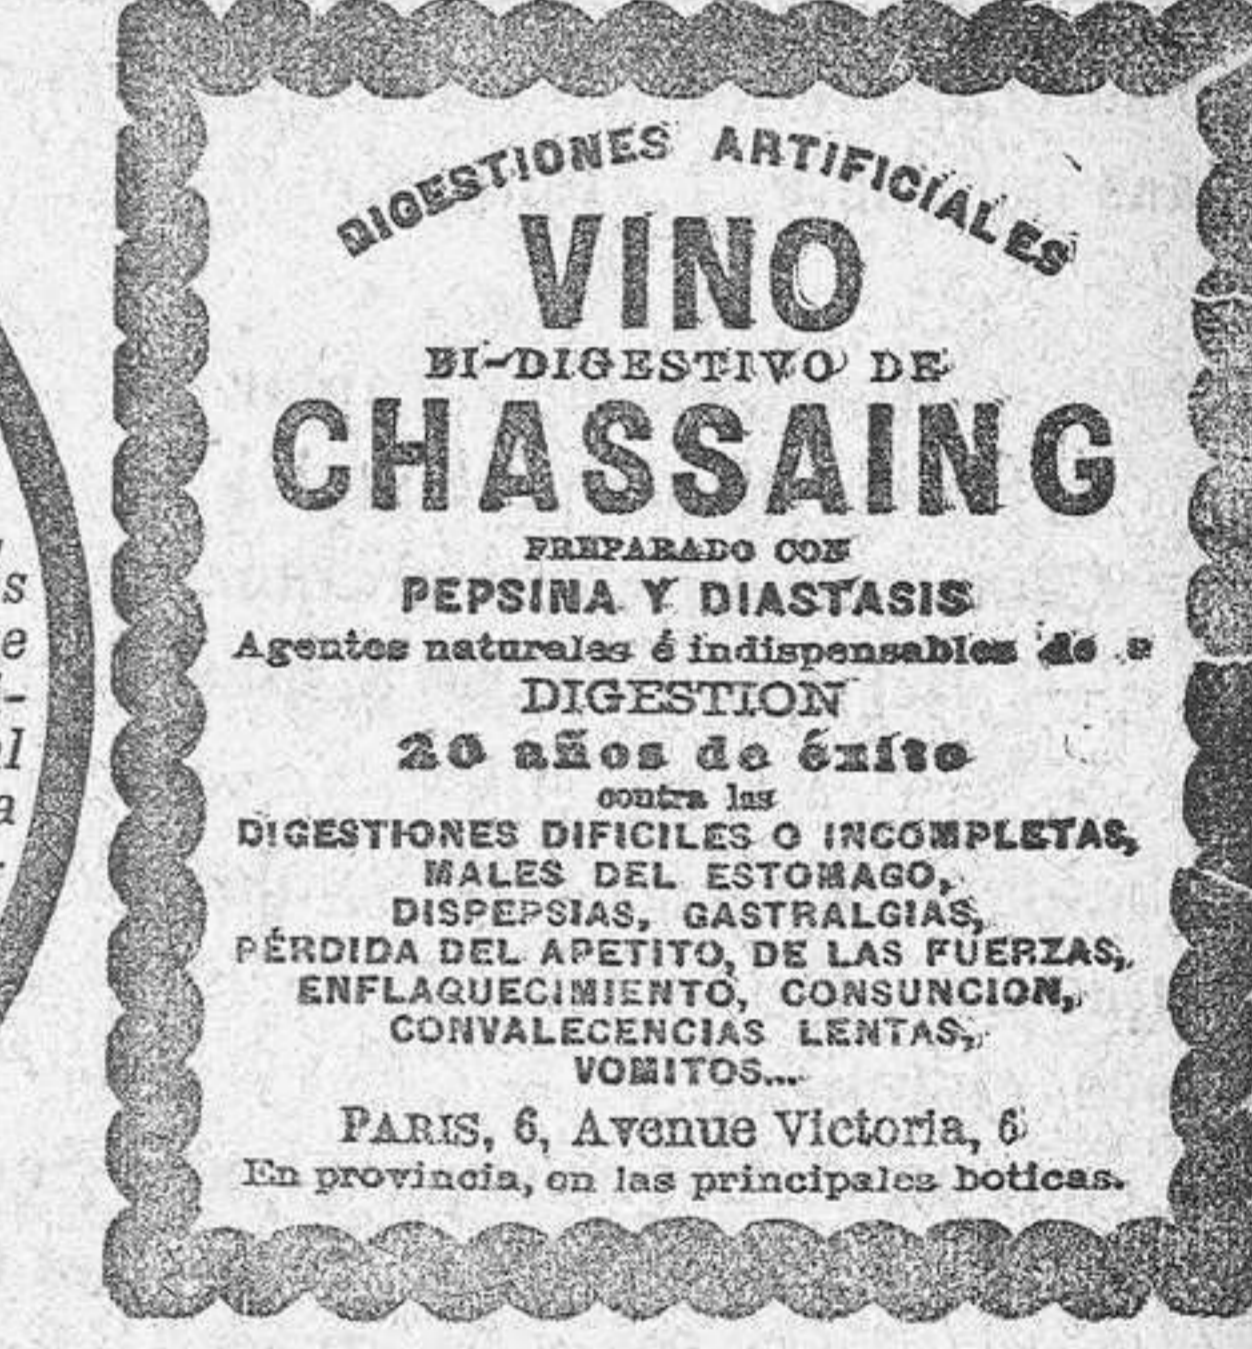 DIGESTIONES ARTIFICIALES
VINO
BI-DIGESTIVO DE
CHASSAING
PREPARADO CON
PEPSINA Y DIASTASIS
Agentes naturales é indispensables de
DIGESTION
20 años de éxito
contra las
DIGESTIONES DIFICILES O INCOMPLETAS,
MALES DEL ESTOMAGO,
DISPEPSIAS, GASTRALGIAS,
PÉRDIDA DEL APETITO, DE LAS FUERZAS,
ENFLAQUECIMIENTO, CONSUNCION,
CONVALECENCIAS LENTAS,
VOMITOS...
PARIS, 6, Avenue Victoria, 6
En provincia, en las principales boticas.